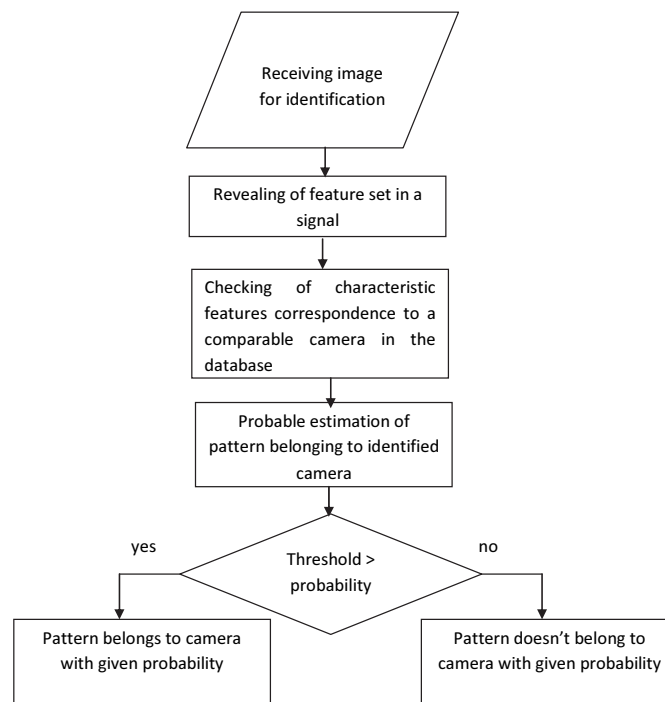 Receiving image
for identification
Revealing of feature set in a
signal
Checking of characteristic
features correspondence to a
comparable camera in the
database
Probable estimation of
pattern belonging to identified
camera
yes
no
Threshold >
probability
Pattern belongs to camera
with given probability
Pattern doesn't belong to
camera with given probability